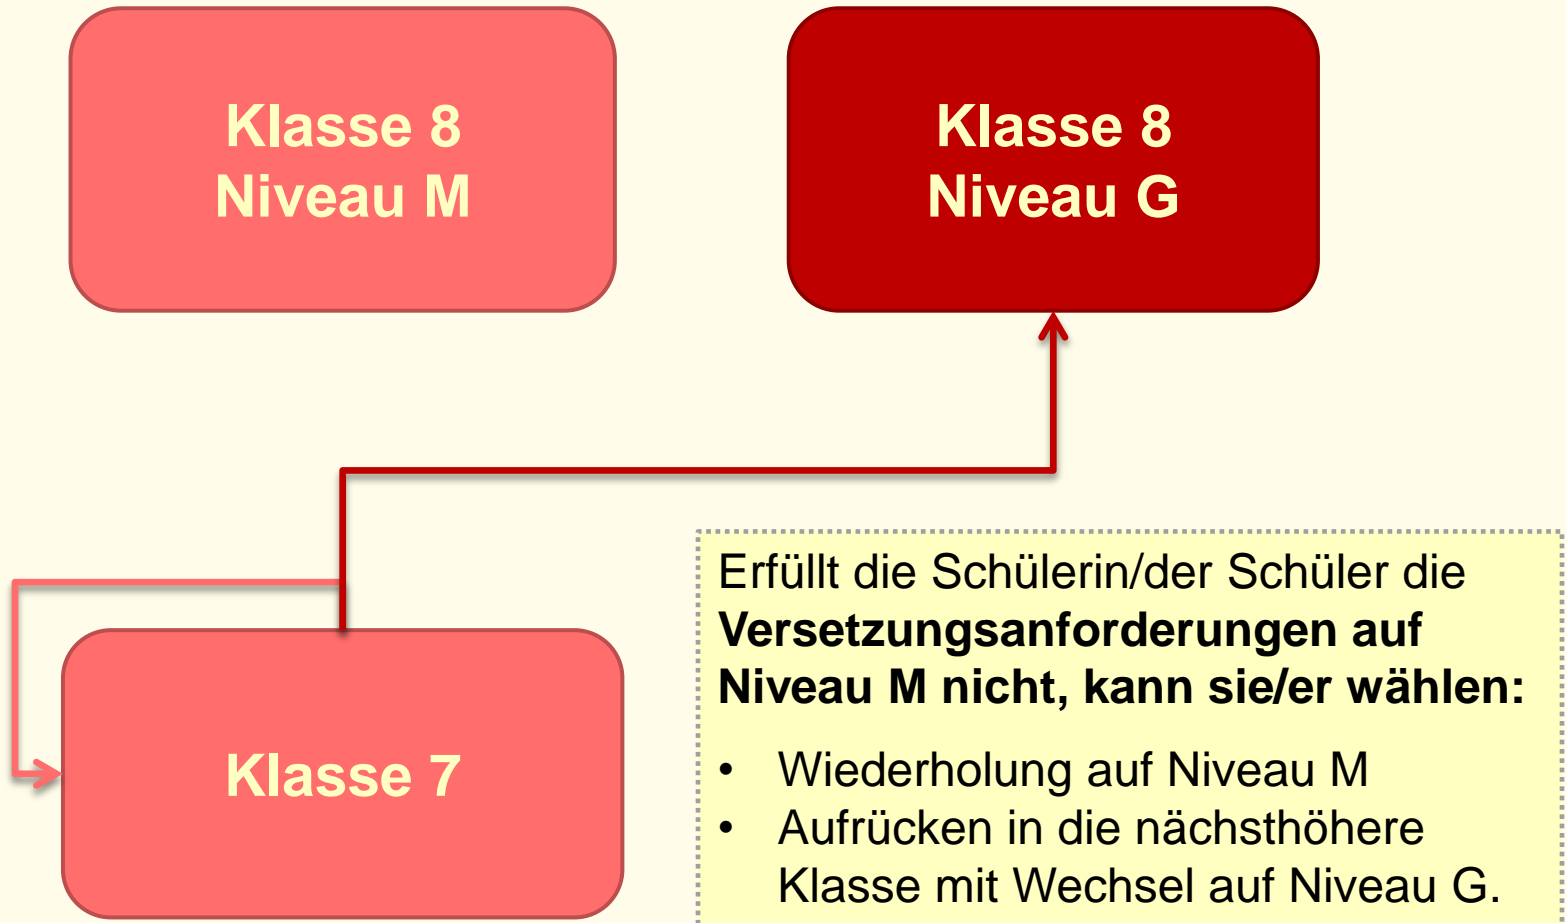 Klasse 8
Niveau M
Klasse 8
Niveau G
Klasse 7
Erfüllt die Schülerin/der Schüler die
Versetzungsanforderungen auf
Niveau M nicht, kann sie/er wählen:
• Wiederholung auf Niveau M
• Aufrücken in die nächsthöhere
Klasse mit Wechsel auf Niveau G.